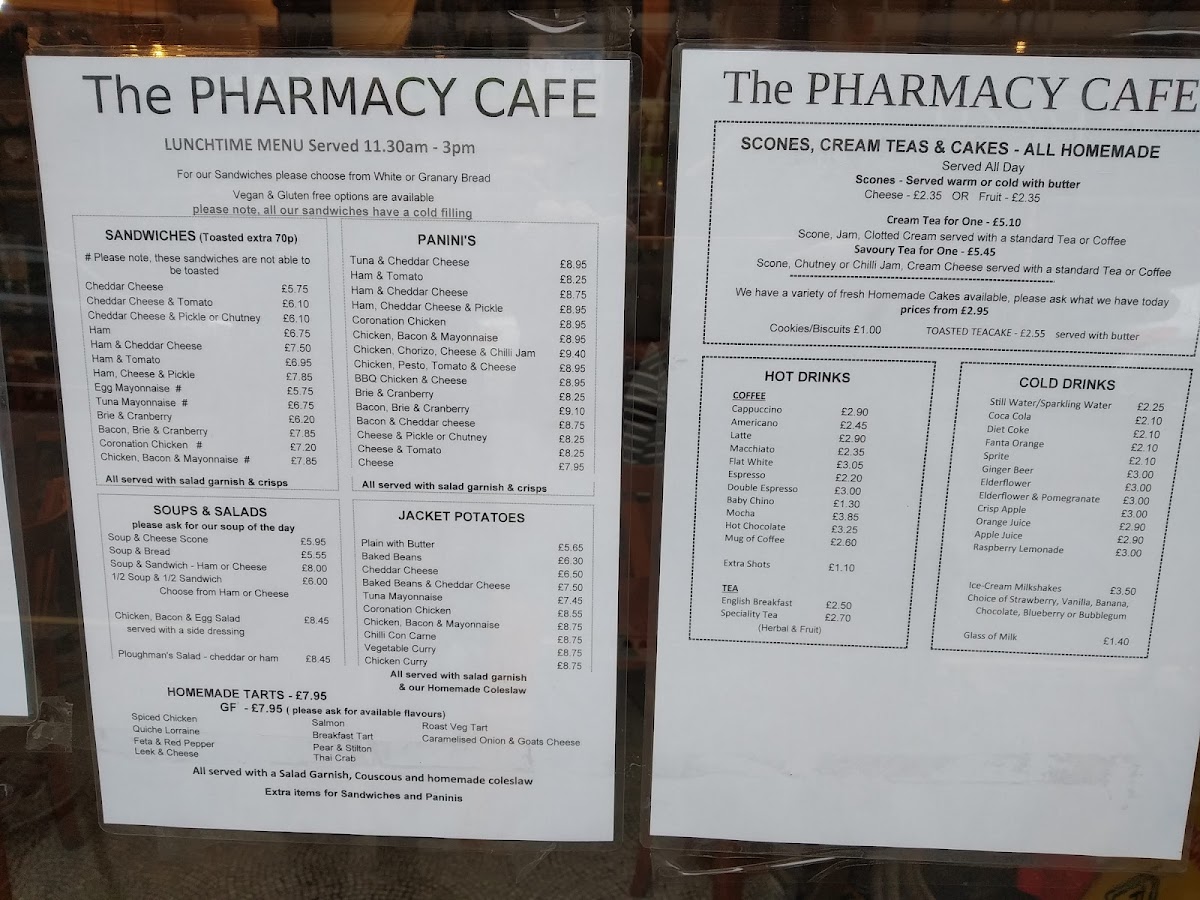 The PHARMACY CAFE
LUNCHTIME MENU Served 11.30am - 3pm
For our Sandwiches please choose from White or Granary Bread
Vegan & Gluten free options are available
please note, all our sandwiches have a cold filling
SANDWICHES (Toasted extra 70p)
# Please note, these sandwiches are not able to
be toasted
Cheddar Cheese £5.75
Cheddar Cheese & Tomato £6.10
Cheddar Cheese & Pickle or Chutney £6.10
Ham £6.75
Ham & Cheddar Cheese £7.50
Ham & Tomato £6.95
Ham, Cheese & Pickle £7.85
Egg Mayonnaise # £5.75
Tuna Mayonnaise # £6.75
Brie & Cranberry £6.20
Bacon, Brie & Cranberry £7.85
Coronation Chicken # £7.20
Chicken, Bacon & Mayonnaise # £7.85
All served with salad garnish & crisps
PANINI'S
Tuna & Cheddar Cheese £8.95
Ham & Tomato £8.25
Ham & Cheddar Cheese £8.75
Ham, Cheddar Cheese & Pickle £8.95
Coronation Chicken £8.95
Chicken, Bacon & Mayonnaise £8.95
Chicken, Chorizo, Cheese & Chilli Jam £9.40
Chicken, Pesto, Tomato & Cheese £8.95
BBQ Chicken & Cheese £8.95
Brie & Cranberry £8.25
Bacon, Brie & Cranberry £9.10
Bacon & Cheddar cheese £8.75
Cheese & Pickle or Chutney £8.25
Cheese & Tomato £8.25
Cheese £7.95
All served with salad garnish & crisps
SOUPS & SALADS
please ask for our soup of the day
Soup & Cheese Scone £5.95
Soup & Bread £5.55
Soup & Sandwich - Ham or Cheese £8.00
1/2 Soup & 1/2 Sandwich £6.00
Choose from Ham or Cheese
Chicken, Bacon & Egg Salad £8.45
served with a side dressing
Ploughman's Salad - cheddar or ham £8.45
JACKET POTATOES
Plain with Butter £5.65
Baked Beans £6.30
Cheddar Cheese £6.50
Baked Beans & Cheddar Cheese £7.50
Tuna Mayonnaise £7.45
Coronation Chicken £8.55
Chicken, Bacon & Mayonnaise £8.75
Chilli Con Carne £8.75
Vegetable Curry £8.75
Chicken Curry £8.75
All served with salad garnish
& our Homemade Coleslaw
HOMEMADE TARTS - £7.95
GF - £7.95 ( please ask for available flavours)
Spiced Chicken Salmon Roast Veg Tart
Quiche Lorraine Breakfast Tart Caramelised Onion & Goats Cheese
Feta & Red Pepper Pear & Stilton
Leek & Cheese Thai Crab
All served with a Salad Garnish, Couscous and homemade coleslaw
Extra items for Sandwiches and Paninis
The PHARMACY CAFE
SCONES, CREAM TEAS & CAKES - ALL HOMEMADE
Served All Day
Scones - Served warm or cold with butter
Cheese - £2.35 OR Fruit - £2.35
Cream Tea for One - £5.10
Scone, Jam, Clotted Cream served with a standard Tea or Coffee
Savoury Tea for One - £5.45
Scone, Chutney or Chilli Jam, Cream Cheese served with a standard Tea or Coffee
We have a variety of fresh Homemade Cakes available, please ask what we have today
prices from £2.95
Cookies/Biscuits £1.00 TOASTED TEACAKE - £2.55 served with butter
HOT DRINKS
COFFEE
Cappuccino £2.90
Americano £2.45
Latte £2.90
Macchiato £2.35
Flat White £3.05
Espresso £2.20
Double Espresso £3.00
Baby Chino £1.30
Mocha £3.85
Hot Chocolate £3.25
Mug of Coffee £2.60
Extra Shots £1.10
TEA
English Breakfast £2.50
Speciality Tea £2.70
(Herbal & Fruit)
COLD DRINKS
Still Water/Sparkling Water £2.25
Coca Cola £2.10
Diet Coke £2.10
Fanta Orange £2.10
Sprite £2.10
Ginger Beer £3.00
Elderflower £3.00
Elderflower & Pomegranate £3.00
Crisp Apple £3.00
Orange Juice £2.90
Apple Juice £2.90
Raspberry Lemonade £3.00
Ice-Cream Milkshakes £3.50
Choice of Strawberry, Vanilla, Banana,
Chocolate, Blueberry or Bubblegum
Glass of Milk £1.40